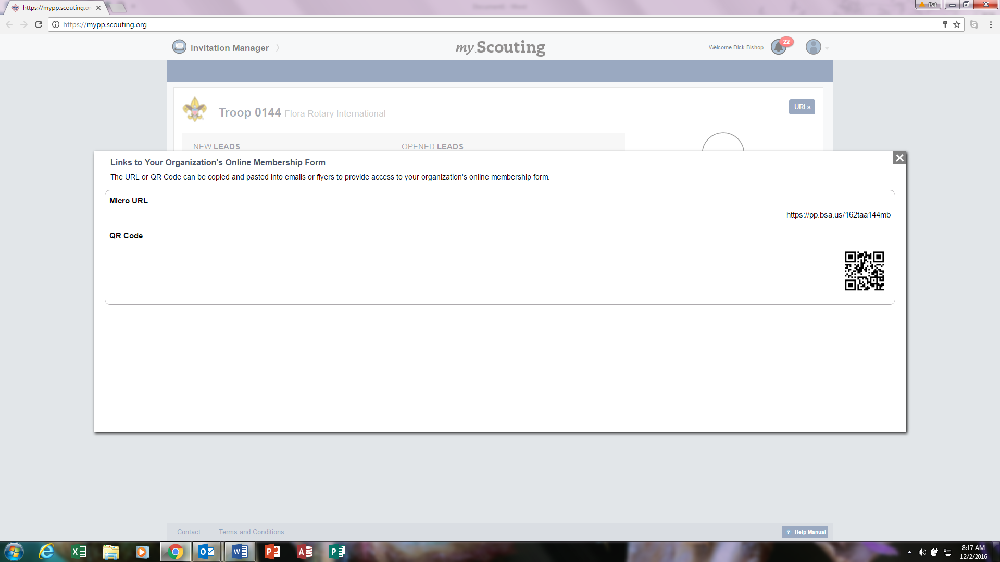 https://mypp.scouting.or
Pat
https://mypp.scouting.org
Invitation Manager
my.Scouting
Welcome Dick Bishop
22
Troop 0144 Flora Rotary International
URLs
NEW LEADS
OPENED LEADS
Links to Your Organization's Online Membership Form
The URL or QR Code can be copied and pasted into emails or flyers to provide access to your organization's online membership form.
Micro URL
https://pp.bsa.us/162taa144mb
QR Code
Contact
Terms and Conditions
? Help Manual
8:17 AM
12/2/2016